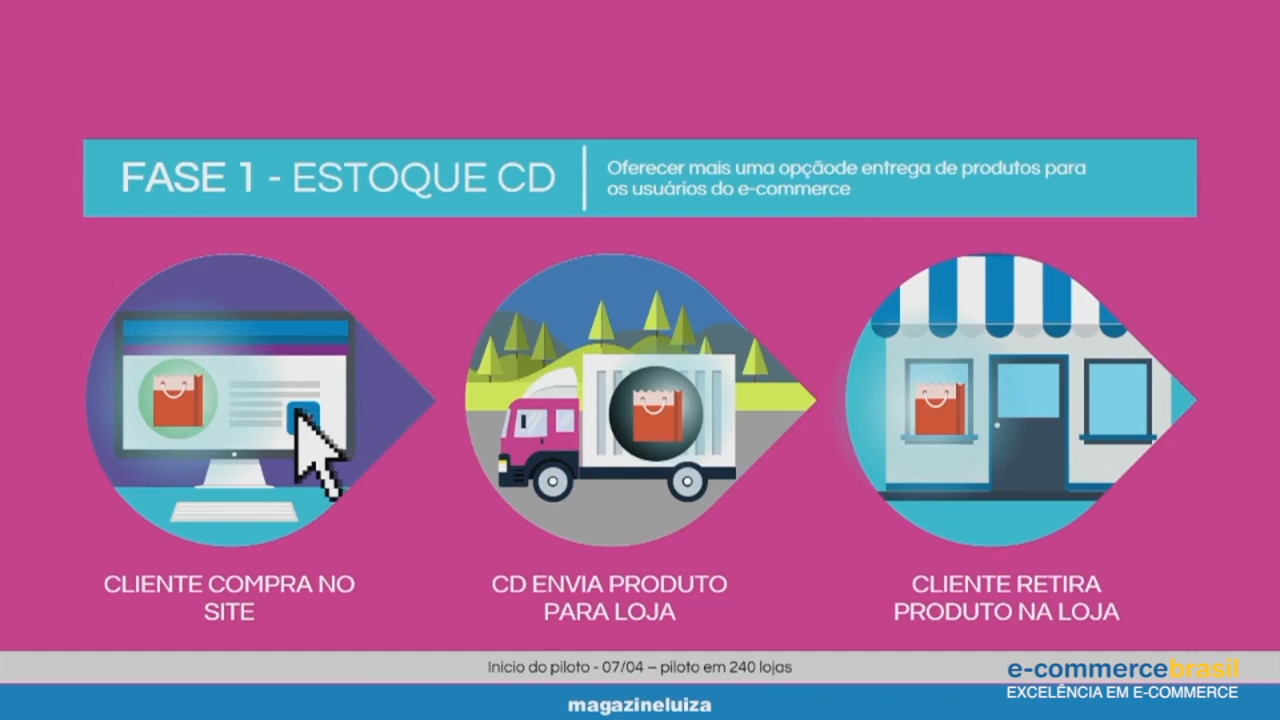 FASE 1 - ESTOQUE CD
Oferecer mais uma opçãode entrega de produtos para
os usuários do e-commerce
CLIENTE COMPRA NO
SITE
CD ENVIA PRODUTO
PARA LOJA
CLIENTE RETIRA
PRODUTO NA LOJA
Inicio do piloto - 07/04 – piloto em 240 lojas
e-commercebrasil
EXCELÊNCIA EM E-COMMERCE
magazineluiza